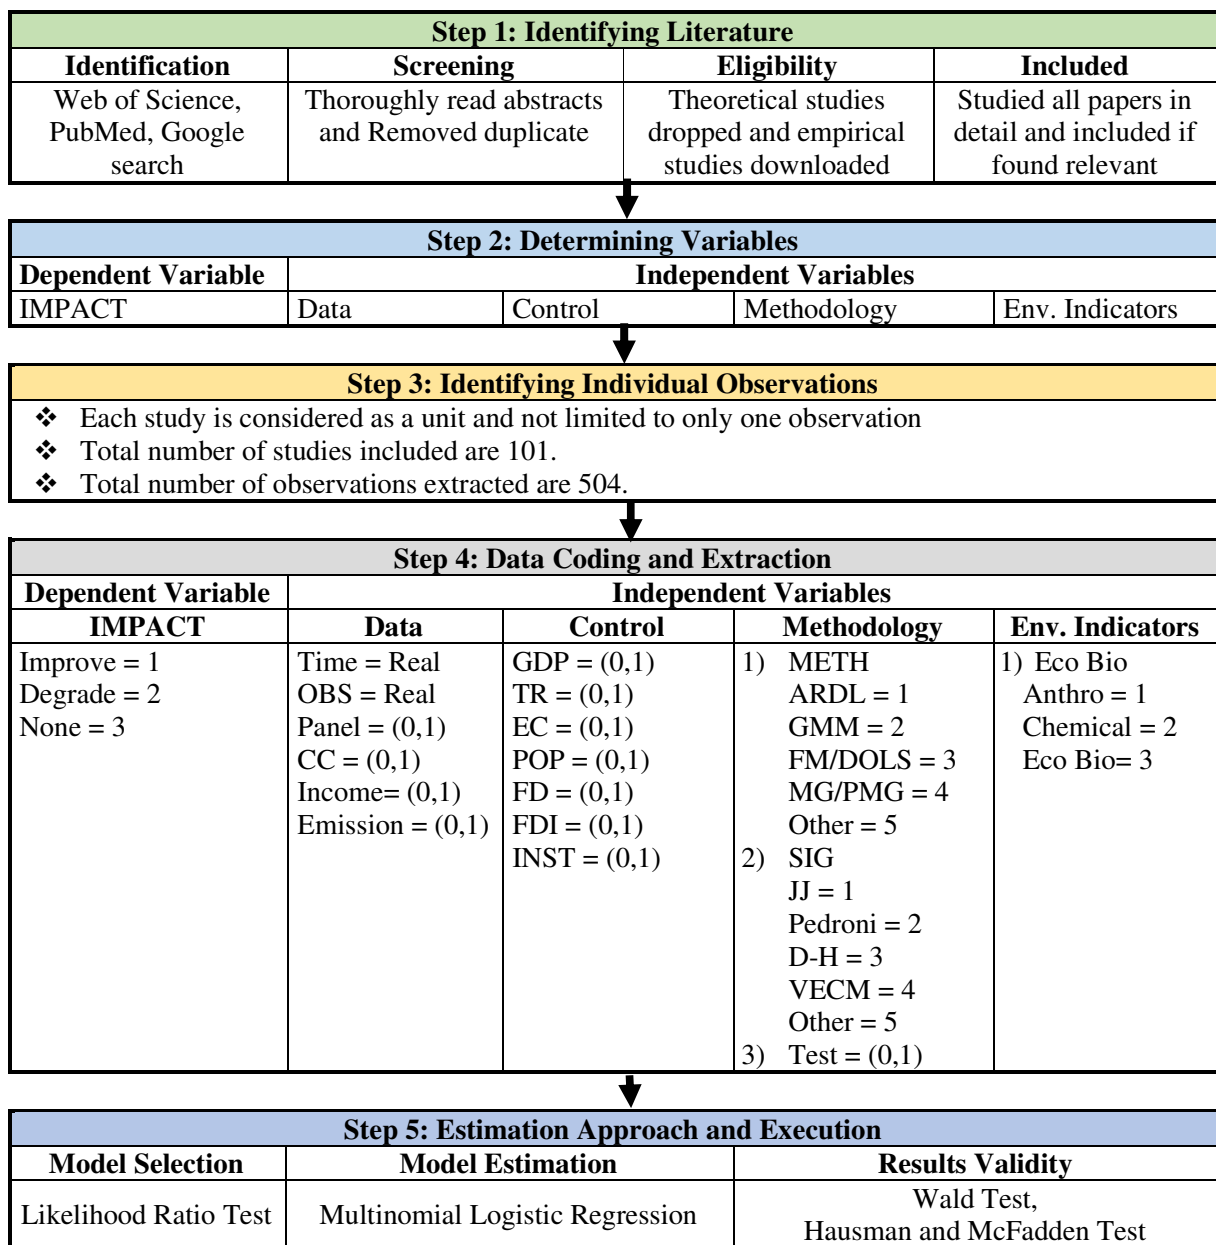 Step 1: Identifying Literature
Identification
Screening
Eligibility
Included
Web of Science,
PubMed, Google
search
Thoroughly read abstracts
and Removed duplicate
Theoretical studies
dropped and empirical
studies downloaded
Studied all papers in
detail and included if
found relevant
Step 2: Determining Variables
Dependent Variable
Independent Variables
IMPACT
Data
Control
Methodology
Env. Indicators
Step 3: Identifying Individual Observations
❖ Each study is considered as a unit and not limited to only one observation
❖ Total number of studies included are 101.
❖ Total number of observations extracted are 504.
Step 4: Data Coding and Extraction
Dependent Variable
Independent Variables
IMPACT
Data
Control
Methodology
Env. Indicators
Improve = 1
Degrade = 2
None = 3
Time = Real
OBS = Real
Panel = (0,1)
CC = (0,1)
Income= (0,1)
Emission = (0,1)
GDP = (0,1)
TR = (0,1)
EC = (0,1)
POP = (0,1)
FD = (0,1)
FDI = (0,1)
INST = (0,1)
1) METH
ARDL = 1
GMM = 2
FM/DOLS = 3
MG/PMG = 4
Other = 5
2) SIG
JJ = 1
Pedroni = 2
D-H = 3
VECM = 4
Other = 5
3) Test = (0,1)
1) Eco Bio
Anthro = 1
Chemical = 2
Eco Bio= 3
Step 5: Estimation Approach and Execution
Model Selection
Model Estimation
Results Validity
Likelihood Ratio Test
Multinomial Logistic Regression
Wald Test,
Hausman and McFadden Test